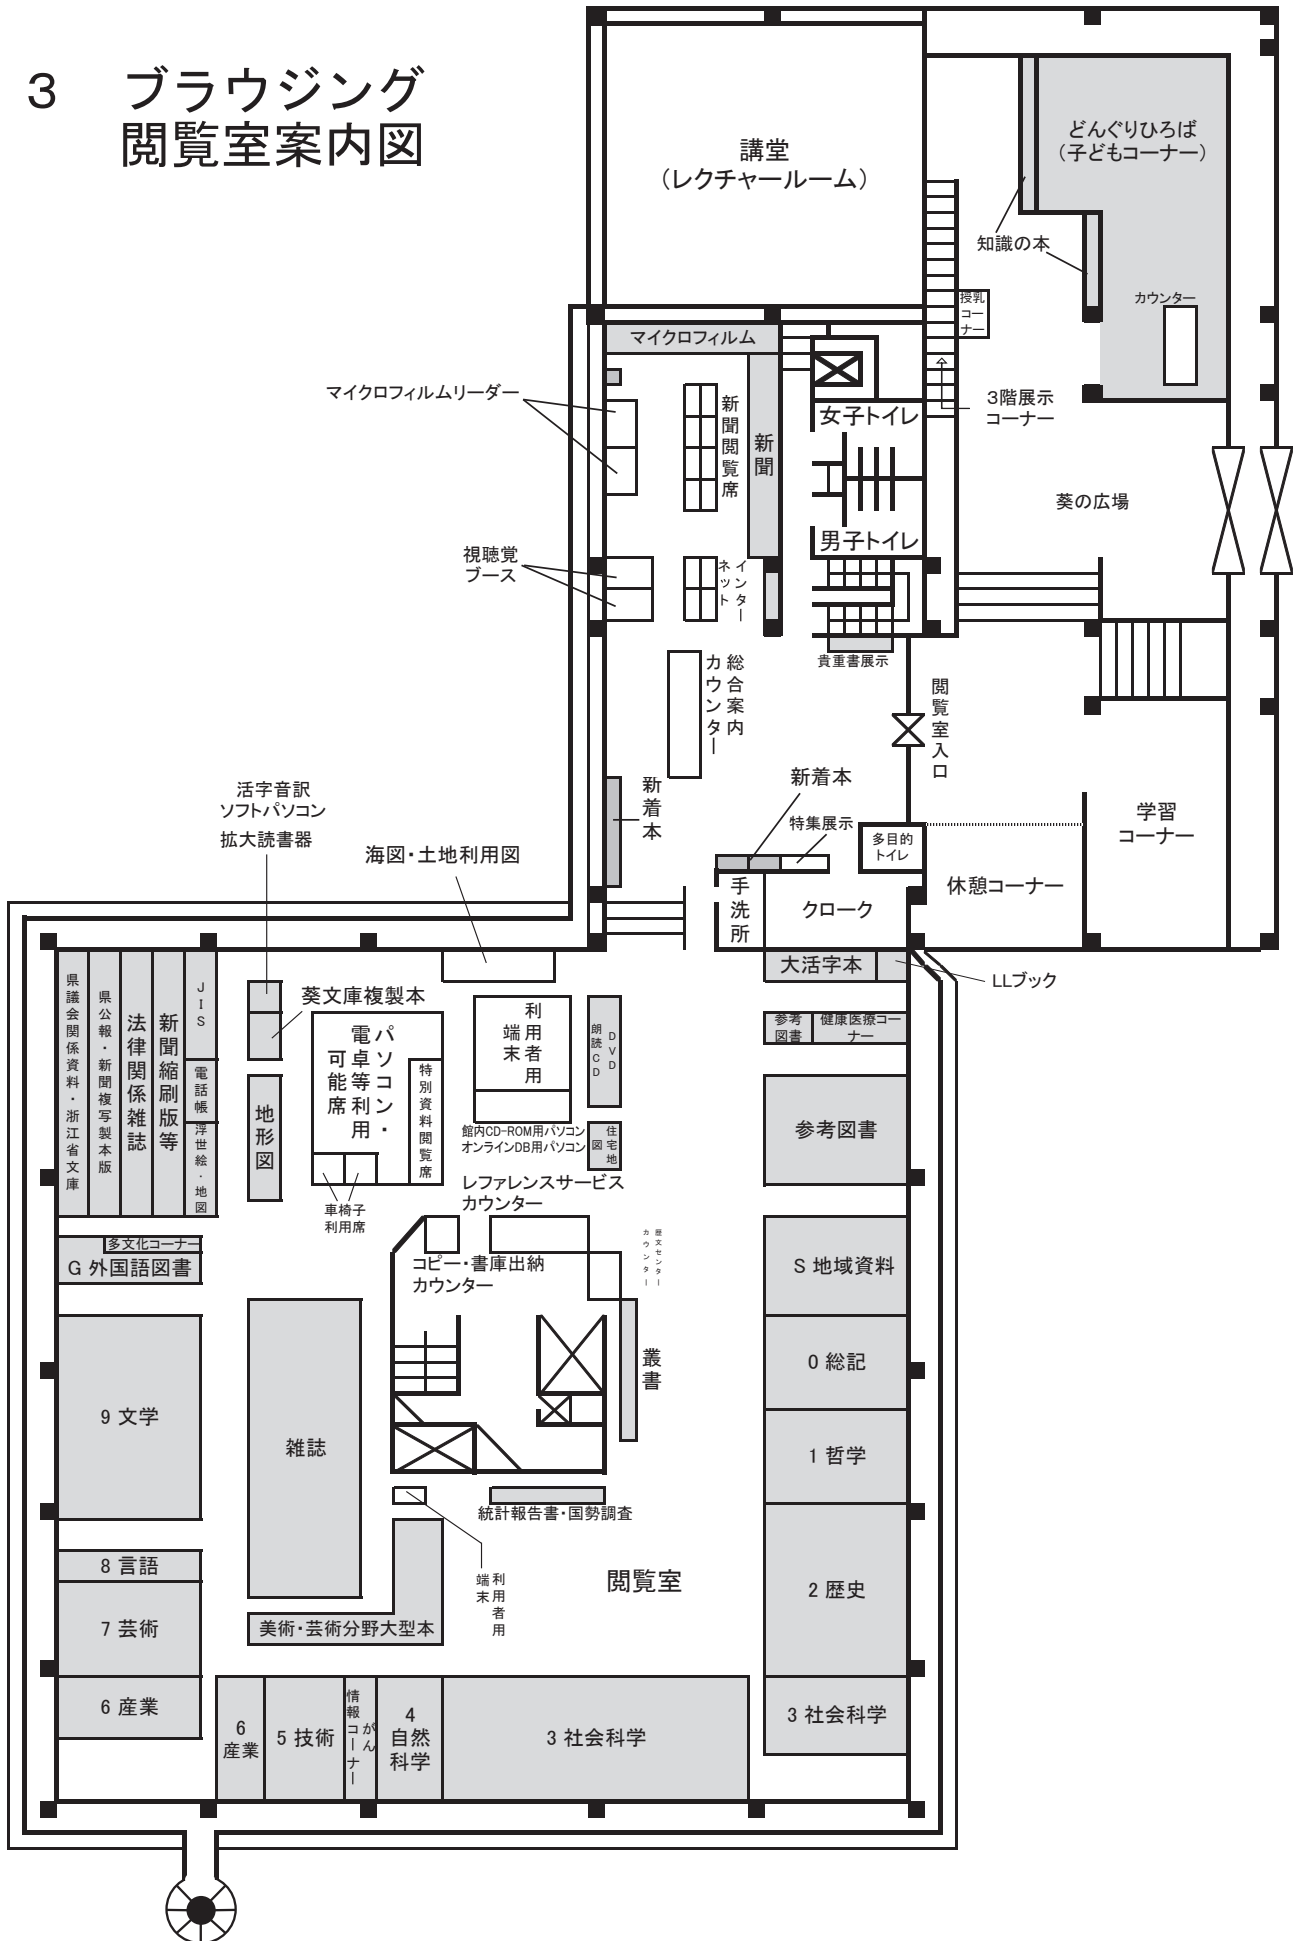 3 ブラウジング
閲覧室案内図
講堂
（レクチャールーム）
どんぐりひろば
（子どもコーナー）
知識の本
カウンター
授乳
コー
ナー
マイクロフィルム
マイクロフィルムリーダー
新聞閲覧席
新聞
女子トイレ
3階展示
コーナー
葵の広場
男子トイレ
視聴覚
ブース
インター
ネット
貴重書展示
総合案内
カウンター
閲覧室入口
新着本
新着本
特集展示
多目的
トイレ
学習
コーナー
休憩コーナー
手洗所
クローク
活字音訳
ソフトパソコン
拡大読書器
海図・土地利用図
大活字本
LLブック
県議会関係資料・浙江省文庫
県公報・新聞複写製本版
法律関係雑誌
新聞縮刷版等
JIS
電話帳
浮世絵・地図
葵文庫複製本
地形図
パソコン・
電卓等利用
可能席
特別資料閲覧席
車椅子
利用席
利用者用
端末
DVD
朗読CD
館内CD-ROM用パソコン
オンラインDB用パソコン
住宅地
図
参考
図書
健康医療コー
ナー
参考図書
レファレンスサービス
カウンター
歴文センター
カウンター
多文化コーナー
G 外国語図書
コピー・書庫出納
カウンター
S 地域資料
0 総記
叢書
9 文学
雑誌
1 哲学
統計報告書・国勢調査
利用者用
端末
閲覧室
8 言語
2 歴史
7 芸術
美術・芸術分野大型本
6 産業
6
産業
5 技術
がん
情報コーナー
4
自然
科学
3 社会科学
3 社会科学